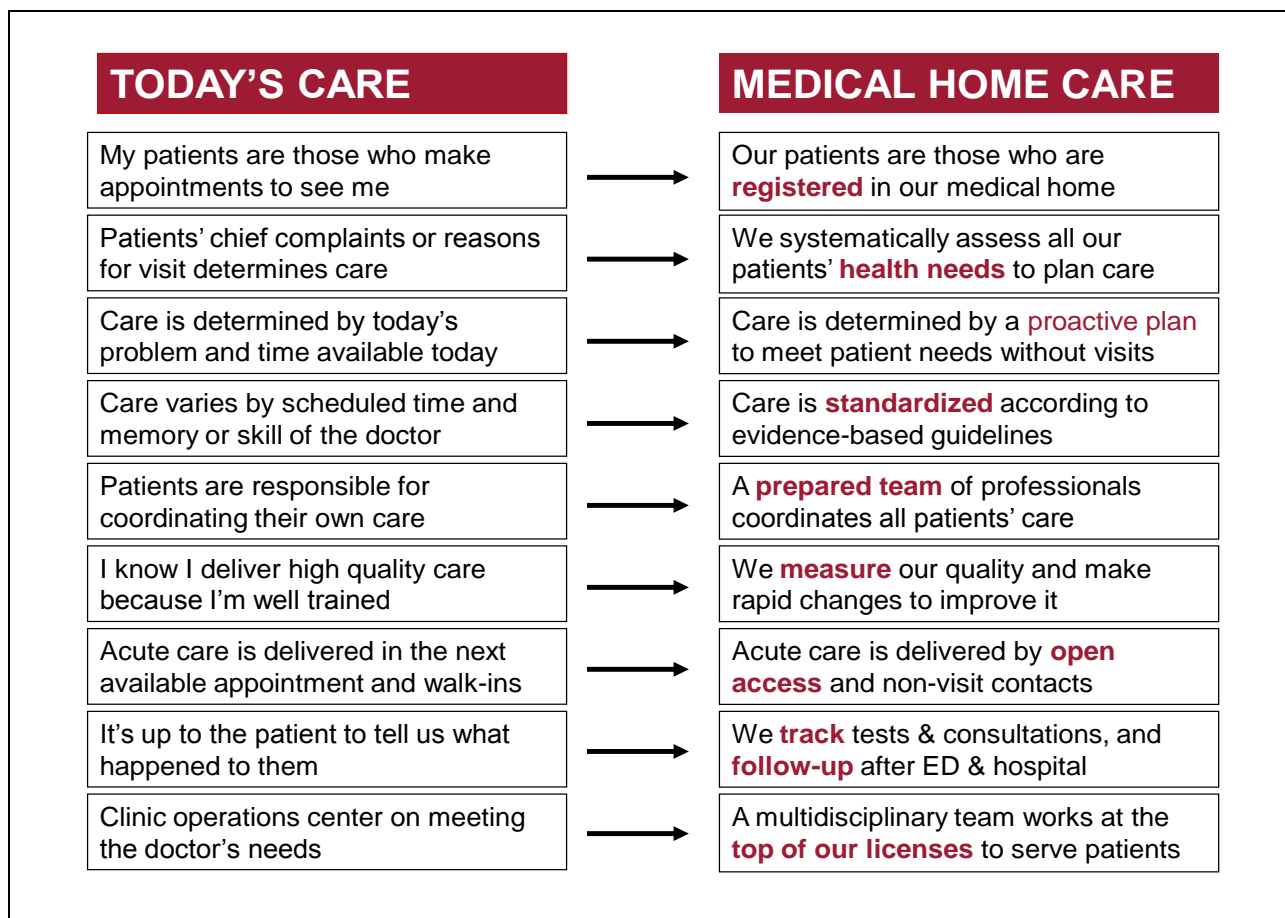 TODAY’S CARE
MEDICAL HOME CARE
My patients are those who make
appointments to see me
Our patients are those who are
registered in our medical home
Patients’ chief complaints or reasons
for visit determines care
We systematically assess all our
patients’ health needs to plan care
Care is determined by today’s
problem and time available today
Care is determined by a proactive plan
to meet patient needs without visits
Care varies by scheduled time and
memory or skill of the doctor
Care is standardized according to
evidence-based guidelines
Patients are responsible for
coordinating their own care
A prepared team of professionals
coordinates all patients’ care
I know I deliver high quality care
because I’m well trained
We measure our quality and make
rapid changes to improve it
Acute care is delivered in the next
available appointment and walk-ins
Acute care is delivered by open
access and non-visit contacts
It’s up to the patient to tell us what
happened to them
We track tests & consultations, and
follow-up after ED & hospital
Clinic operations center on meeting
the doctor’s needs
A multidisciplinary team works at the
top of our licenses to serve patients